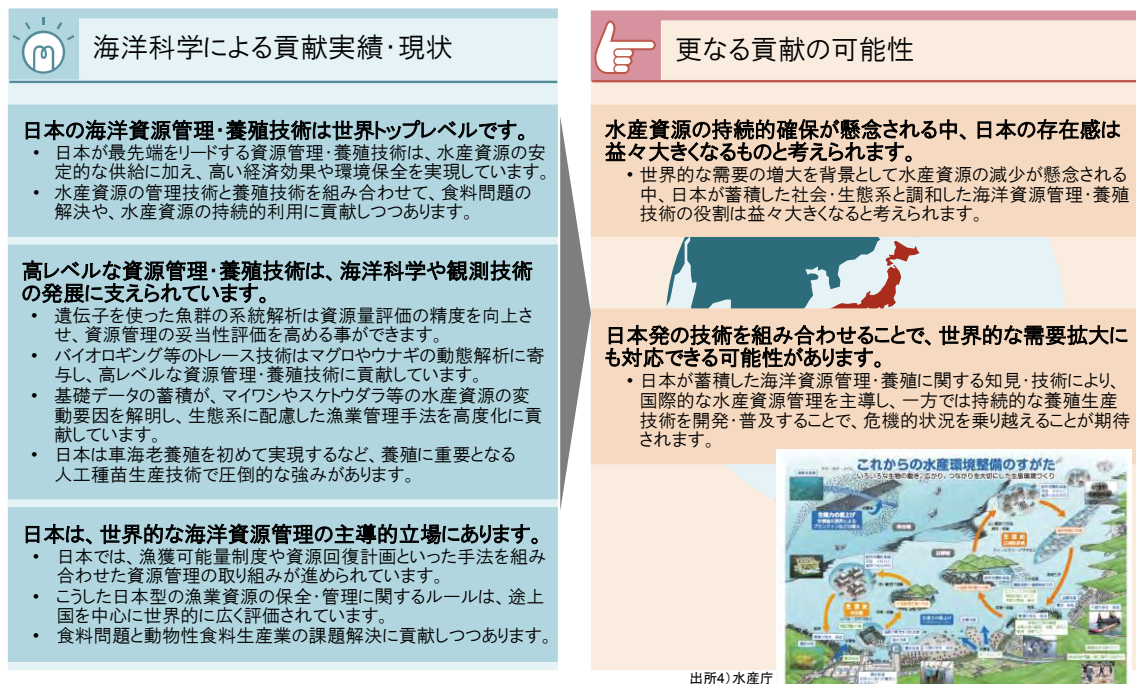 海洋科学による貢献実績・現状
日本の海洋資源管理・養殖技術は世界トップレベルです。
• 日本が最先端をリードする資源管理・養殖技術は、水産資源の安
定的な供給に加え、高い経済効果や環境保全を実現しています。
• 水産資源の管理技術と養殖技術を組み合わせて、食料問題の
解決や、水産資源の持続的利用に貢献しつつあります。
高レベルな資源管理・養殖技術は、海洋科学や観測技術
の発展に支えられています。
• 遺伝子を使った魚群の系統解析は資源量評価の精度を向上さ
せ、資源管理の妥当性評価を高める事ができます。
• バイオロギング等のトレース技術はマグロやウナギの動態解析に寄
与し、高レベルな資源管理・養殖技術に貢献しています。
• 基礎データの蓄積が、マイワシやスケトウダラ等の水産資源の変
動要因を解明し、生態系に配慮した漁業管理手法を高度化に貢
献しています。
• 日本は車海老養殖を初めて実現するなど、養殖に重要となる
人工種苗生産技術で圧倒的な強みがあります。
日本は、世界的な海洋資源管理の主導的立場にあります。
• 日本では、漁獲可能量制度や資源回復計画といった手法を組み
合わせた資源管理の取り組みが進められています。
• こうした日本型の漁業資源の保全・管理に関するルールは、途上
国を中心に世界的に広く評価されています。
• 食料問題と動物性食料生産業の課題解決に貢献しつつあります。
更なる貢献の可能性
水産資源の持続的確保が懸念される中、日本の存在感は
益々大きくなるものと考えられます。
• 世界的な需要の増大を背景として水産資源の減少が懸念される
中、日本が蓄積した社会・生態系と調和した海洋資源管理・養殖
技術の役割は益々大きくなると考えられます。
日本発の技術を組み合わせることで、世界的な需要拡大に
も対応できる可能性があります。
• 日本が蓄積した海洋資源管理・養殖に関する知見・技術により、
国際的な水産資源管理を主導し、一方では持続的な養殖生産
技術を開発・普及することで、危機的状況を乗り越えることが期待
されます。
これからの水産環境整備のすがた
いろいろな生物の動き、広がり、つながりを大切にした生息環境づくり
出所4）水産庁